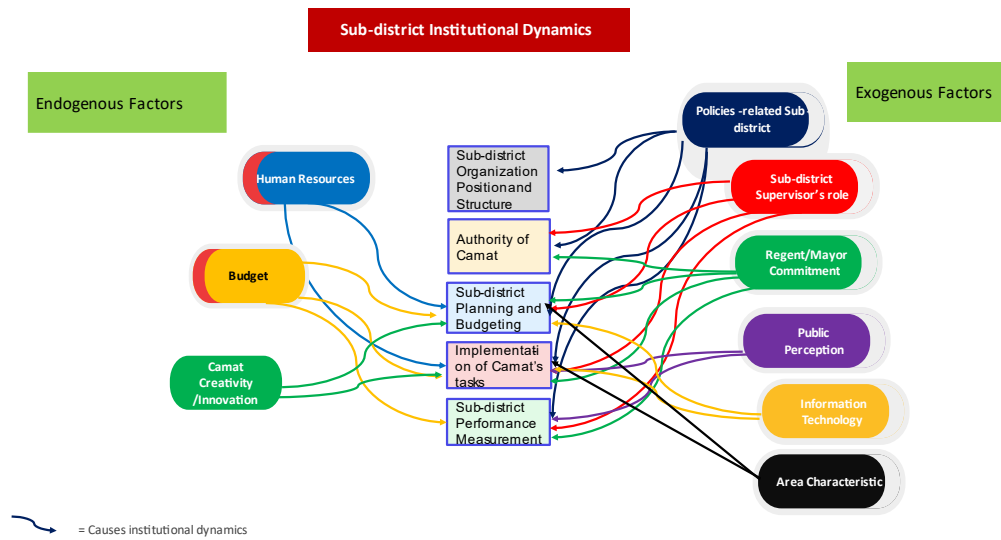 Sub-district Institutional Dynamics
Endogenous Factors
Exogenous Factors
Policies -related Sub-
district
Human Resources
Sub-district
Organization
Positionand
Structure
Sub-district
Supervisor's role
Authority of
Camat
Regent/Mayor
Commitment
Budget
Sub-district
Planning and
Budgeting
Public
Perception
Camat
Creativity
/Innovation
Implementati
on of Camat's
tasks
Information
Technology
Sub-district
Performance
Measurement
Area Characteristic
= Causes institutional dynamics